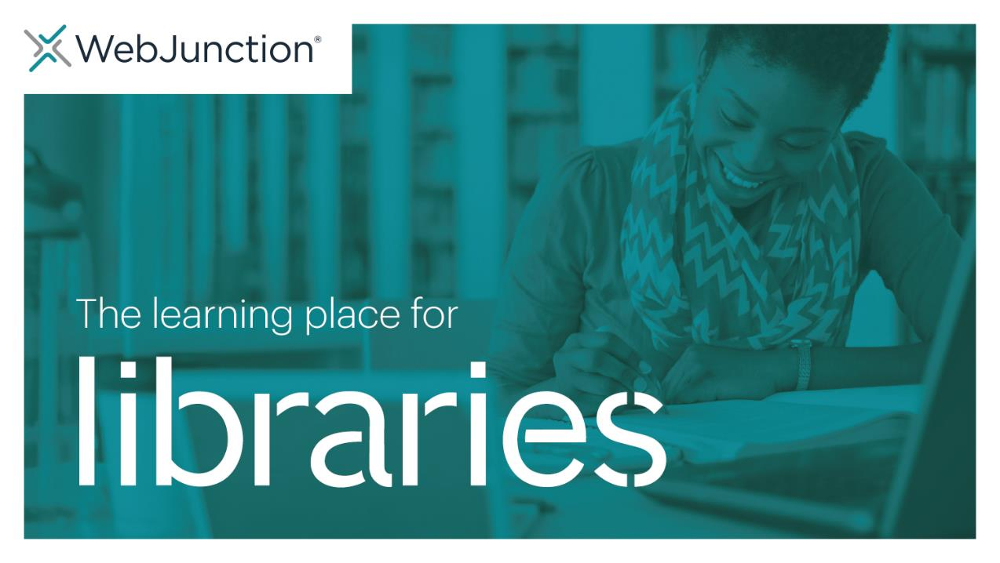 WebJunction®
The learning place for
libraries